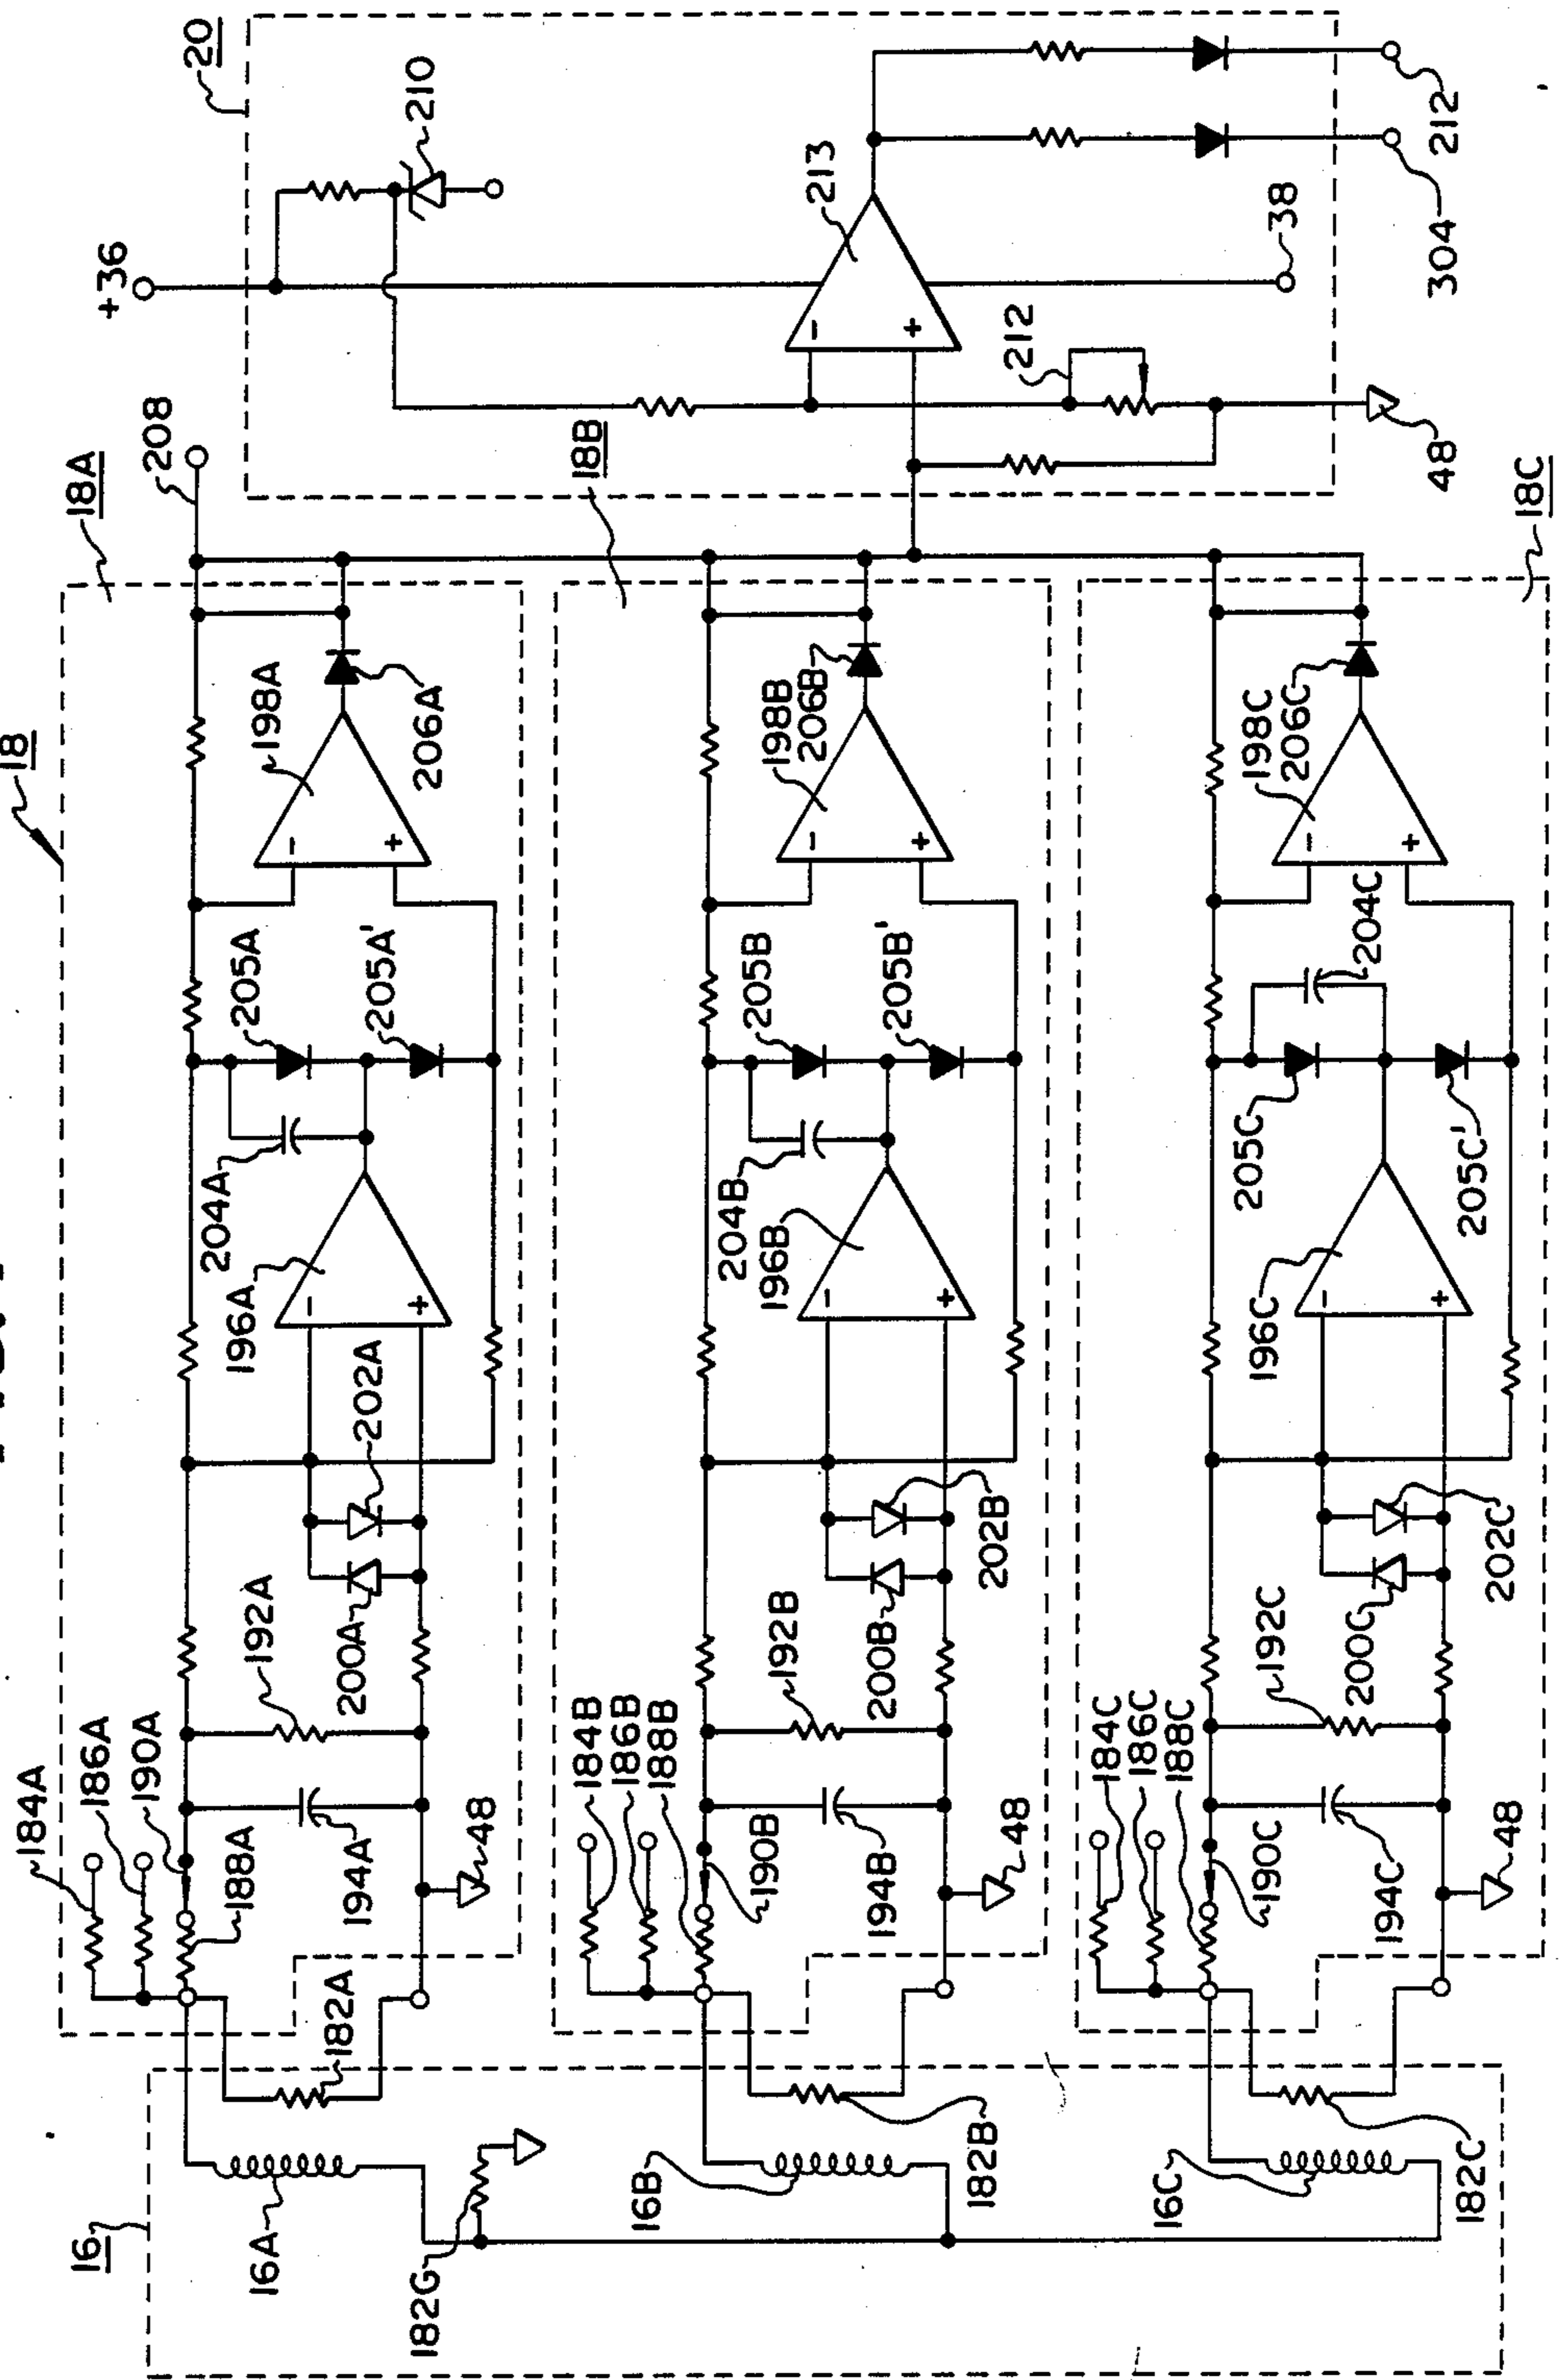 18
18A
208
+36
20
210
184A
186A
190A
188A
192A
194A
48
200A
202A
196A
204A
205A
205A'
198A
206A
16
16A
182G
182A
18B
184B
186B
188B
190B
192B
194B
48
200B
202B
204B
196B
205B
205B'
198B
206B
16B
182B
213
-
+
212
48
38
304
212
18C
184C
186C
188C
190C
192C
194C
48
200C
202C
196C
205C
205C'
204C
198C
206C
16C
182C
-
+
-
+
-
+
-
+
-
+
-
+